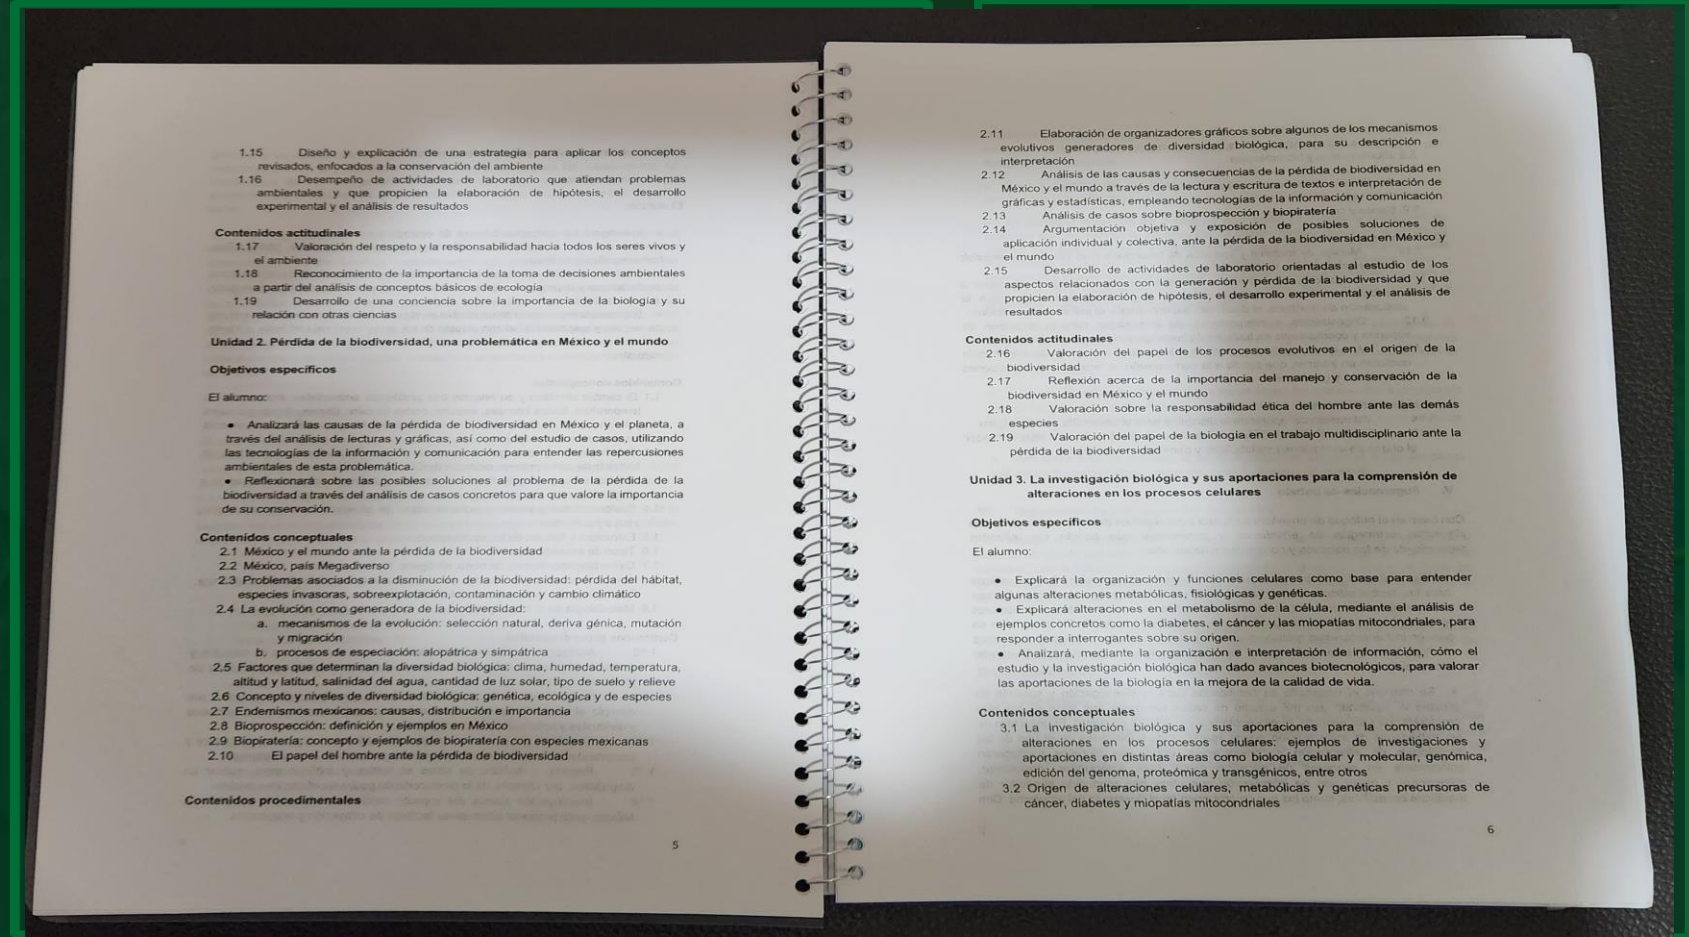 1.15 Diseño y explicación de una estrategia para aplicar los conceptos
revisados, enfocados a la conservación del ambiente
1.16 Desempeño de actividades de laboratorio que atiendan problemas
ambientales y que propicien la elaboración de hipótesis, el desarrollo
experimental y el análisis de resultados
Contenidos actitudinales
1.17 Valoración del respeto y la responsabilidad hacia todos los seres vivos y
el ambiente
1.18 Reconocimiento de la importancia de la toma de decisiones ambientales
a partir del análisis de conceptos básicos de ecología
1.19 Desarrollo de una conciencia sobre la importancia de la biología y su
relación con otras ciencias
Unidad 2. Pérdida de la biodiversidad, una problemática en México y el mundo
Objetivos específicos
El alumno:
• Analizará las causas de la pérdida de biodiversidad en México y el planeta, a
través del análisis de lecturas y gráficas, así como del estudio de casos, utilizando
las tecnologías de la información y comunicación para entender las repercusiones
ambientales de esta problemática.
• Reflexionará sobre las posibles soluciones al problema de la pérdida de la
biodiversidad a través del análisis de casos concretos para que valore la importancia
de su conservación.
Contenidos conceptuales
2.1 México y el mundo ante la pérdida de la biodiversidad
2.2 México, país Megadiverso
2.3 Problemas asociados a la disminución de la biodiversidad: pérdida del hábitat,
especies invasoras, sobreexplotación, contaminación y cambio climático
2.4 La evolución como generadora de la biodiversidad:
a. mecanismos de la evolución: selección natural, deriva génica, mutación
y migración
b. procesos de especiación: alopátrica y simpátrica
2.5 Factores que determinan la diversidad biológica: clima, humedad, temperatura,
altitud y latitud, salinidad del agua, cantidad de luz solar, tipo de suelo y relieve
2.6 Concepto y niveles de diversidad biológica: genética, ecológica y de especies
2.7 Endemismos mexicanos: causas, distribución e importancia
2.8 Bioprospección: definición y ejemplos en México
2.9 Biopiratería: concepto y ejemplos de biopiratería con especies mexicanas
2.10 El papel del hombre ante la pérdida de biodiversidad
Contenidos procedimentales
5
2.11 Elaboración de organizadores gráficos sobre algunos de los mecanismos
evolutivos generadores de diversidad biológica, para su descripción e
interpretación
2.12 Análisis de las causas y consecuencias de la pérdida de biodiversidad en
México y el mundo a través de la lectura y escritura de textos e interpretación de
gráficas y estadísticas, empleando tecnologías de la información y comunicación
2.13 Análisis de casos sobre bioprospección y biopiratería
2.14 Argumentación objetiva y exposición de posibles soluciones de
aplicación individual y colectiva, ante la pérdida de la biodiversidad en México y
el mundo
2.15 Desarrollo de actividades de laboratorio orientadas al estudio de los
aspectos relacionados con la generación y pérdida de la biodiversidad y que
propicien la elaboración de hipótesis, el desarrollo experimental y el análisis de
resultados
Contenidos actitudinales
2.16 Valoración del papel de los procesos evolutivos en el origen de la
biodiversidad
2.17 Reflexión acerca de la importancia del manejo y conservación de la
biodiversidad en México y el mundo
2.18 Valoración sobre la responsabilidad ética del hombre ante las demás
especies
2.19 Valoración del papel de la biología en el trabajo multidisciplinario ante la
pérdida de la biodiversidad
Unidad 3. La investigación biológica y sus aportaciones para la comprensión de
alteraciones en los procesos celulares
Objetivos específicos
El alumno:
• Explicará la organización y funciones celulares como base para entender
algunas alteraciones metabólicas, fisiológicas y genéticas.
• Explicará alteraciones en el metabolismo de la célula, mediante el análisis de
ejemplos concretos como la diabetes, el cáncer y las miopatías mitocondriales, para
responder a interrogantes sobre su origen.
• Analizará, mediante la organización e interpretación de información, cómo el
estudio y la investigación biológica han dado avances biotecnológicos, para valorar
las aportaciones de la biología en la mejora de la calidad de vida.
Contenidos conceptuales
3.1 La investigación biológica y sus aportaciones para la comprensión de
alteraciones en los procesos celulares: ejemplos de investigaciones y
aportaciones en distintas áreas como biología celular y molecular, genómica,
edición del genoma, proteómica y transgénicos, entre otros
3.2 Origen de alteraciones celulares, metabólicas y genéticas precursoras de
cáncer, diabetes y miopatías mitocondriales
6